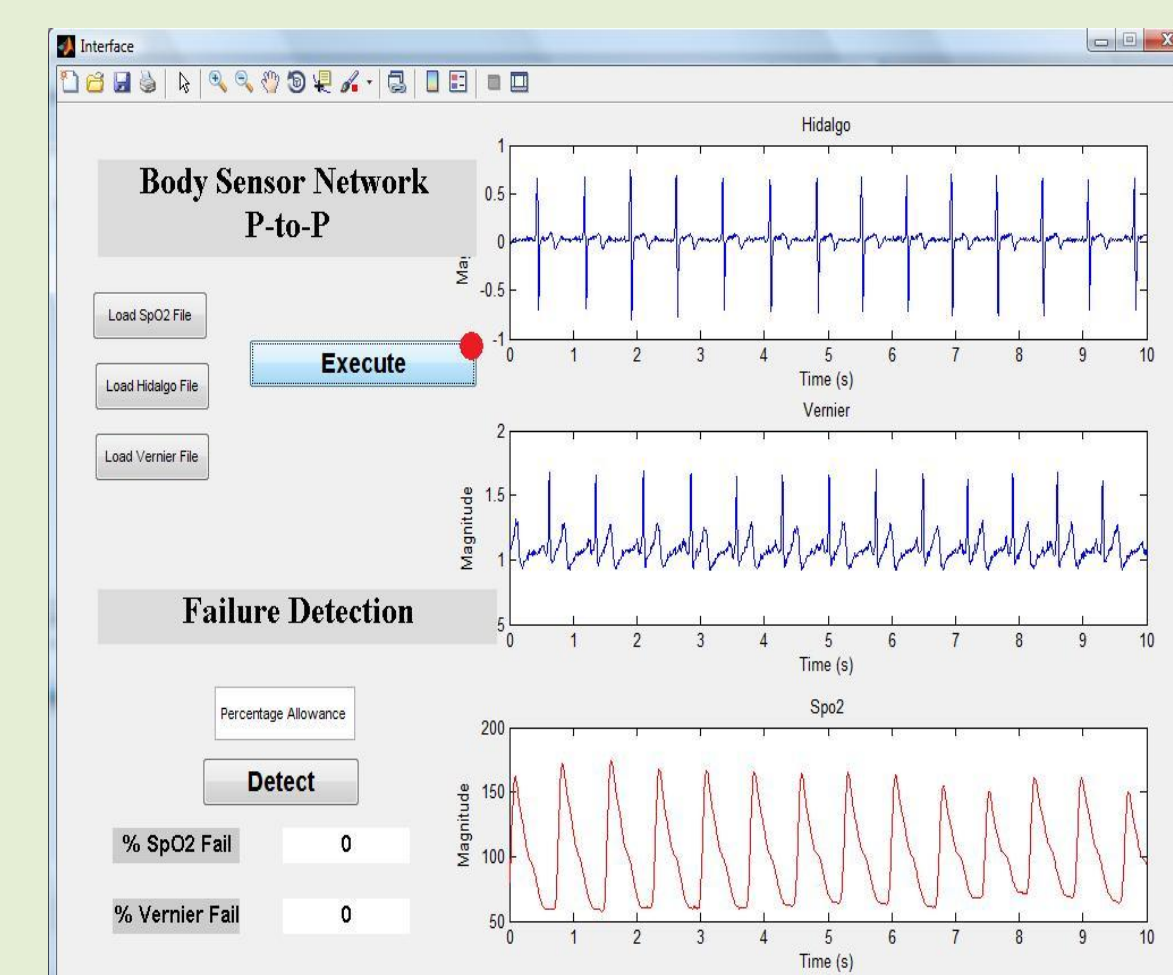 Interface
Body Sensor Network
P-to-P
Load SpO2 File
Execute
Load Hidalgo File
Load Vernier File
Failure Detection
Percentage Allowance
Detect
% SpO2 Fail 0
% Vernier Fail 0
Hidalgo
1
0.5
0
-0.5
-1
0 1 2 3 4 5 6 7 8 9 10
Time (s)
Vernier
2
1.5
1
5
Magnitude
0 1 2 3 4 5 6 7 8 9 10
Time (s)
Spo2
200
150
100
50
Magnitude
0 1 2 3 4 5 6 7 8 9 10
Time (s)